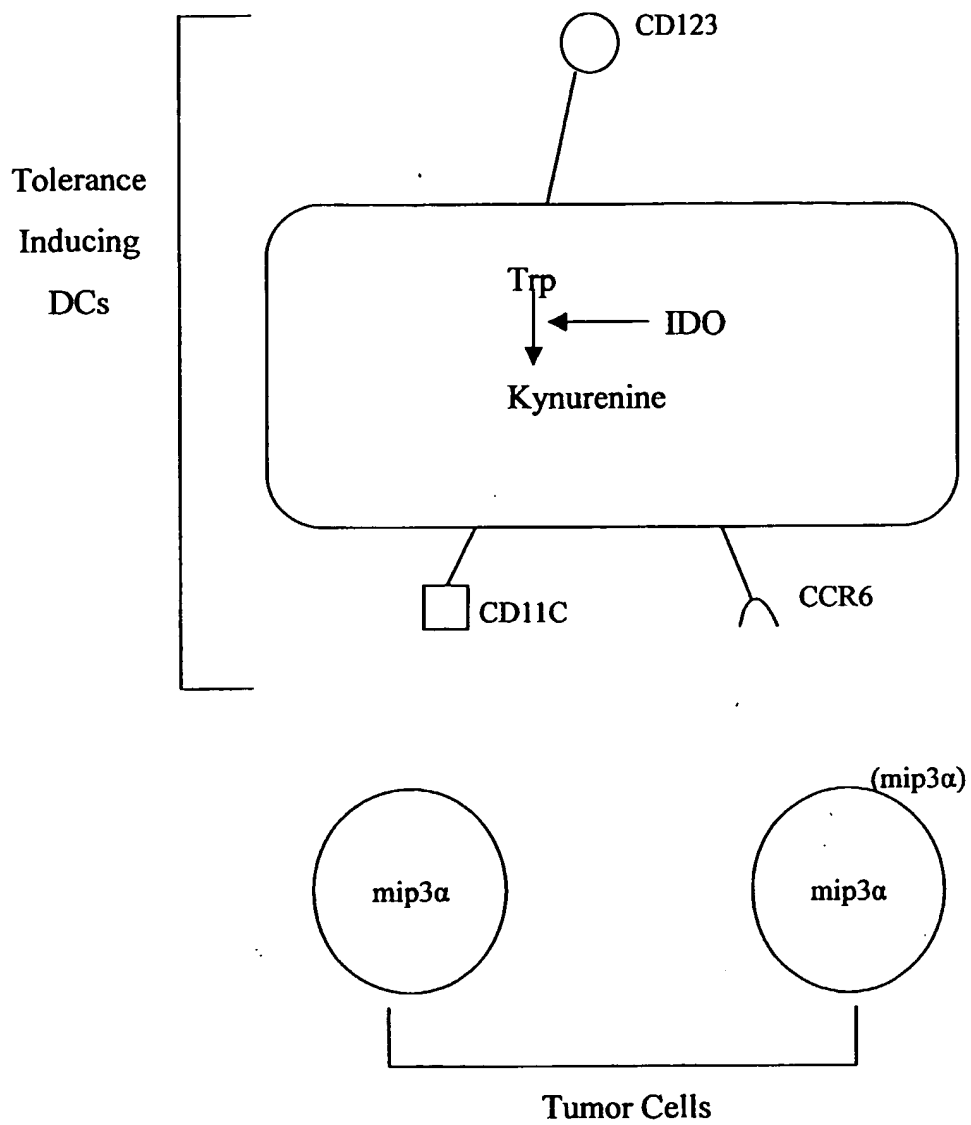 CD123
Tolerance
Inducing
DCs
Trp
IDO
Kynurenine
CD11C
CCR6
(mip3α)
mip3α
mip3α
Tumor Cells